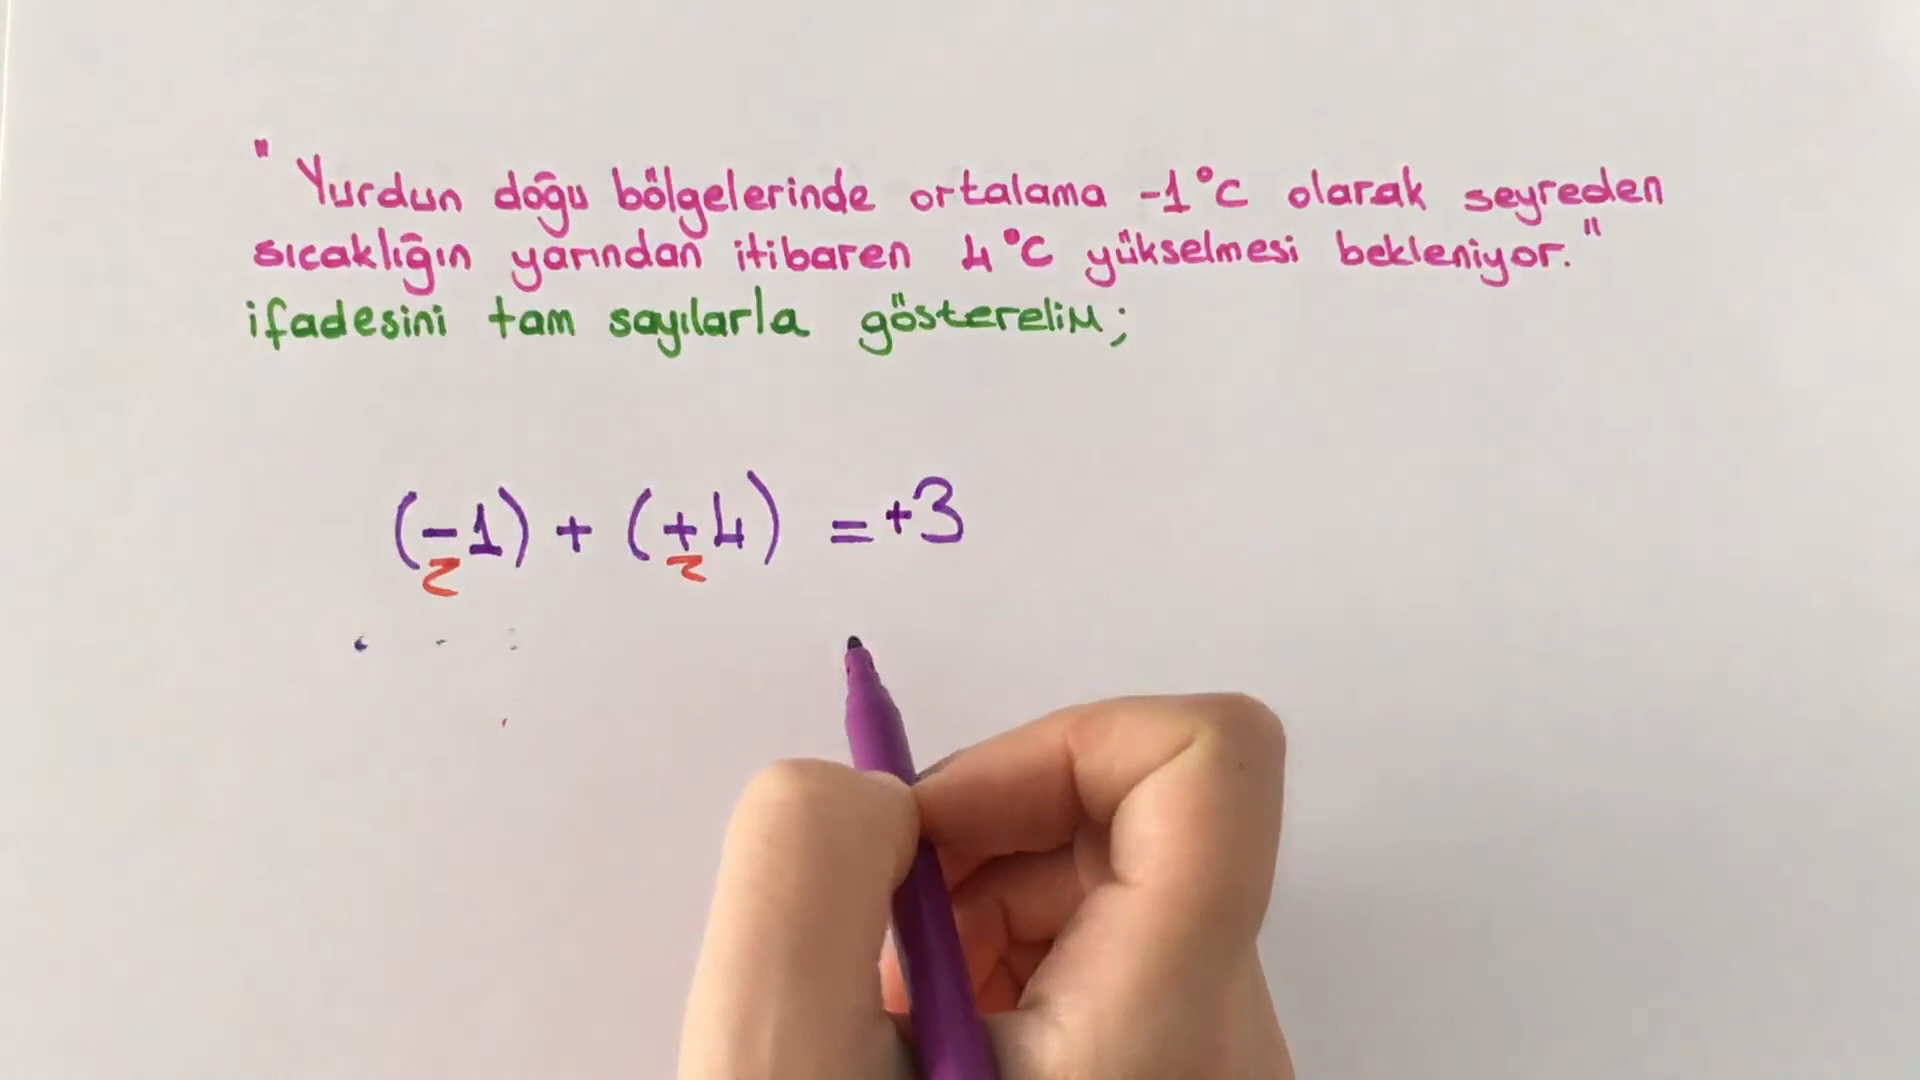 "Yurdun doğu bölgelerinde ortalama -1°C olarak seyreden
sıcaklığın yarından itibaren 4°C yükselmesi bekleniyor."
ifadesini tam sayılarla gösterelim;
(-1) + (+4) = +3